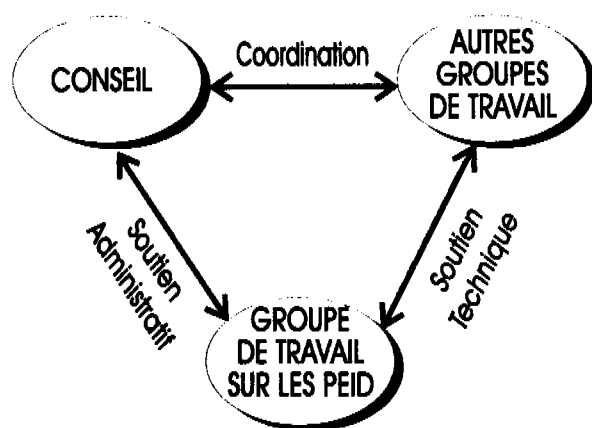 CONSEIL
Coordination
AUTRES
GROUPES
DE TRAVAIL
Soutien
Administratif
Soutien
Technique
GROUPE
DE TRAVAIL
SUR LES PEID